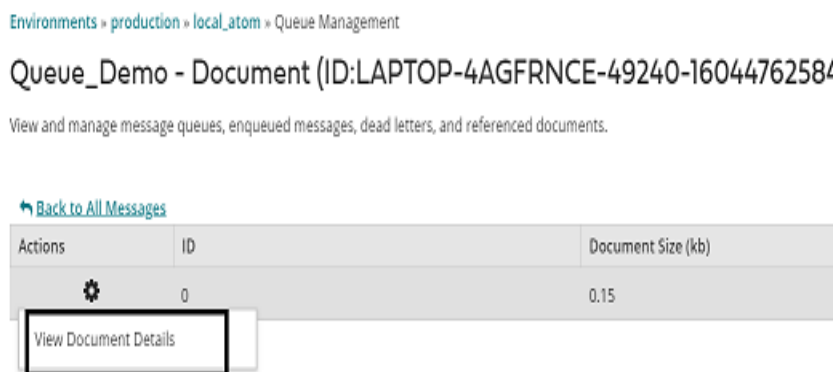 Environments » production » local_atom » Queue Management
Queue_Demo - Document (ID:LAPTOP-4AGFRNCE-49240-16044762584
View and manage message queues, enqueued messages, dead letters, and referenced documents.
Back to All Messages
Actions ID Document Size (kb)
0 0.15
View Document Details